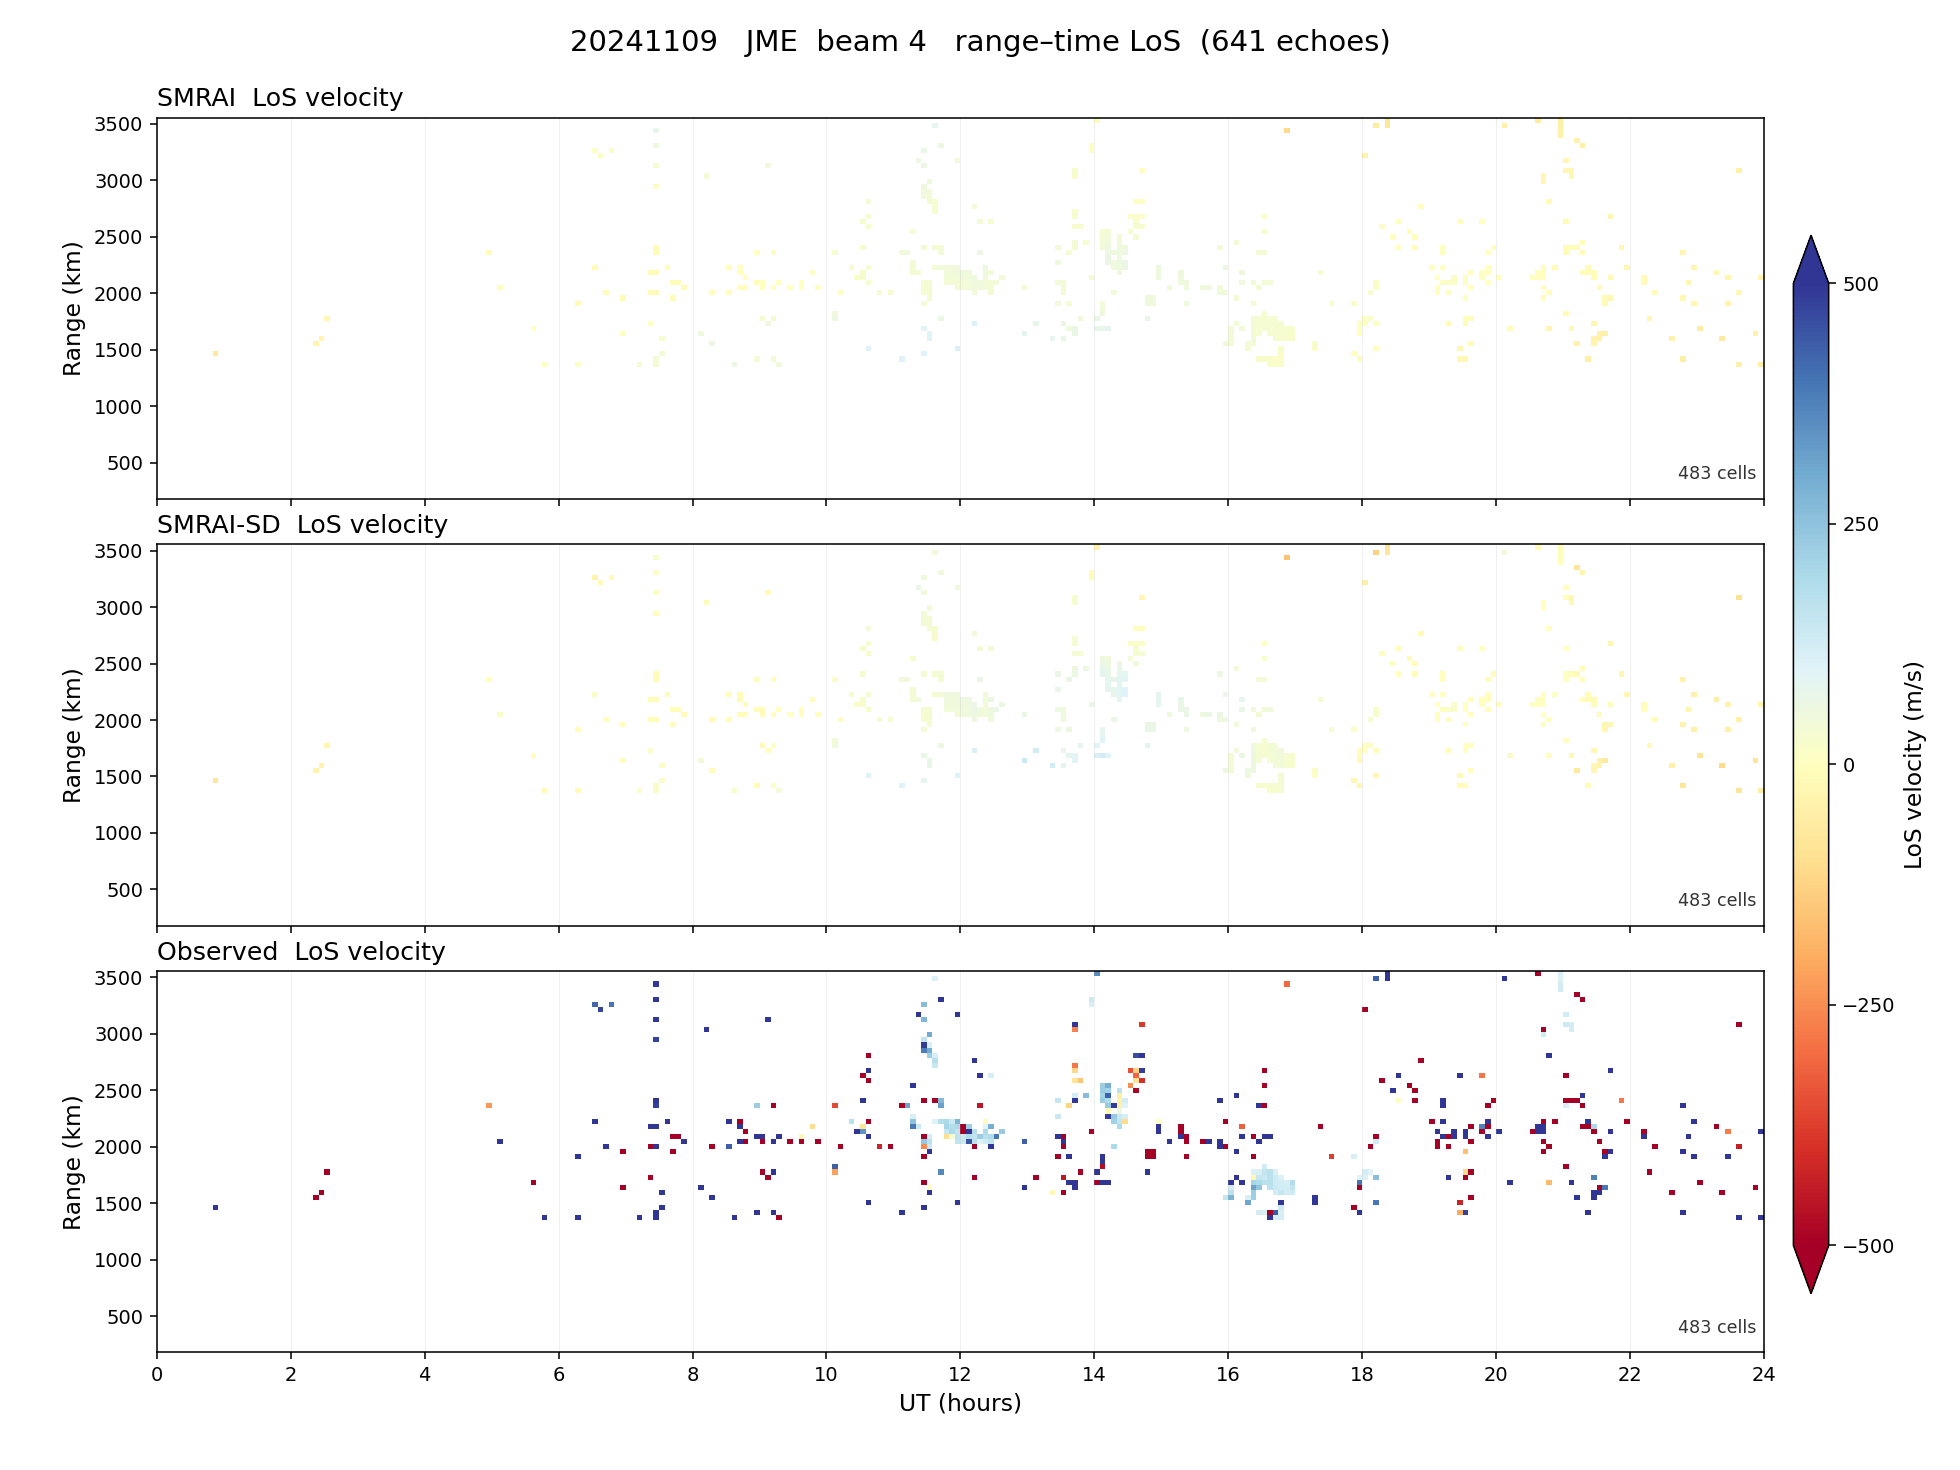 20241109   JME  beam 4   range–time LoS  (641 echoes)
SMRAI  LoS velocity
3500
3000
2500
2000
1500
1000
500
Range (km)
483 cells
SMRAI-SD  LoS velocity
3500
3000
2500
2000
1500
1000
500
Range (km)
483 cells
Observed  LoS velocity
3500
3000
2500
2000
1500
1000
500
Range (km)
483 cells
0 2 4 6 8 10 12 14 16 18 20 22 24
UT (hours)
500
250
0
−250
−500
LoS velocity (m/s)